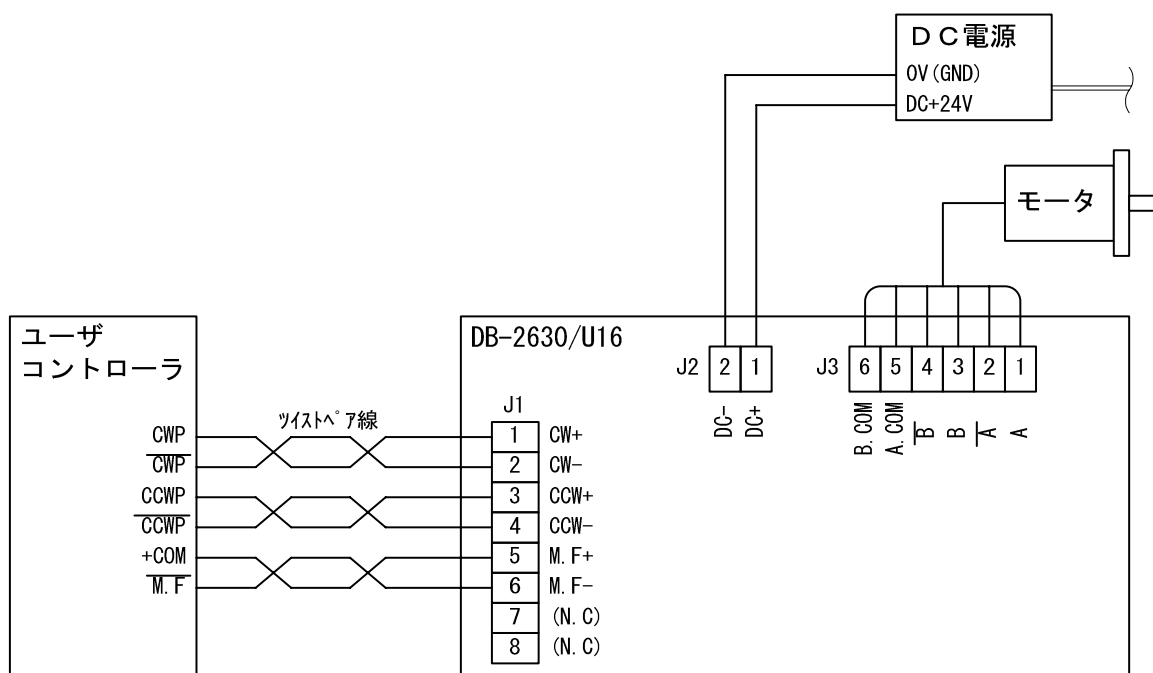 ＤＣ電源
0V(GND)
DC+24V
モータ
ユーザ
コントローラ
DB-2630/U16
J2 2 1
DC-
DC+
J3 6 5 4 3 2 1
B.COM
A.COM
B̅
B
A̅
A
ﾂｲｽﾄﾍﾟｱ線
J1
CWP 1 CW+
C̅W̅P̅ 2 CW-
CCWP 3 CCW+
C̅C̅W̅P̅ 4 CCW-
+COM 5 M.F+
M̅.̅F̅ 6 M.F-
7 (N.C)
8 (N.C)